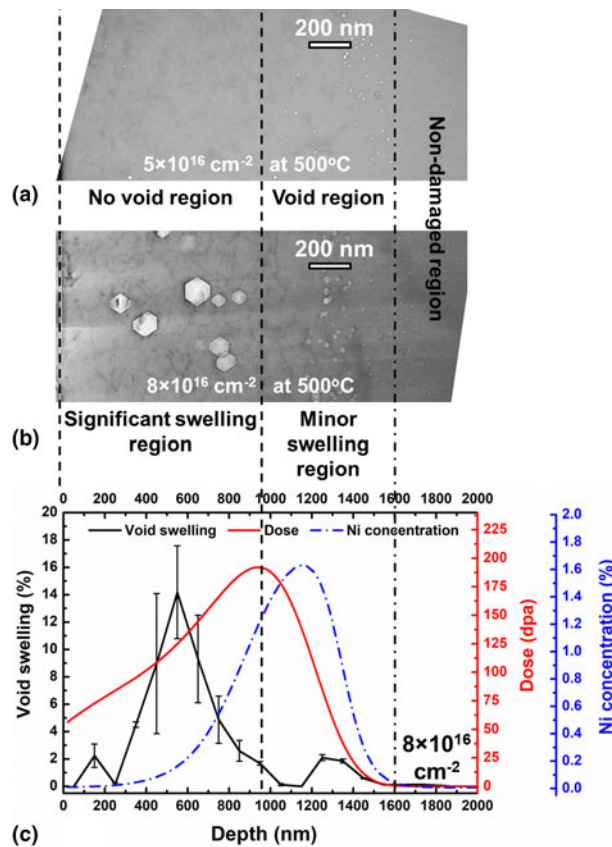 200 nm
5×10¹⁶ cm⁻² at 500°C
(a)
No void region
Void region
Non-damaged region
200 nm
8×10¹⁶ cm⁻² at 500°C
(b)
Significant swelling
region
Minor
swelling
region
0 200 400 600 800 1000 1200 1400 1600 1800 2000
Void swelling
Dose
Ni concentration
20
18
16
14
12
10
8
6
4
2
0
Void swelling (%)
225
200
175
150
125
100
75
50
25
0
Dose (dpa)
2.0
1.8
1.6
1.4
1.2
1.0
0.8
0.6
0.4
0.2
0.0
Ni concentration (%)
8×10¹⁶
cm⁻²
0 200 400 600 800 1000 1200 1400 1600 1800 2000
(c)
Depth (nm)